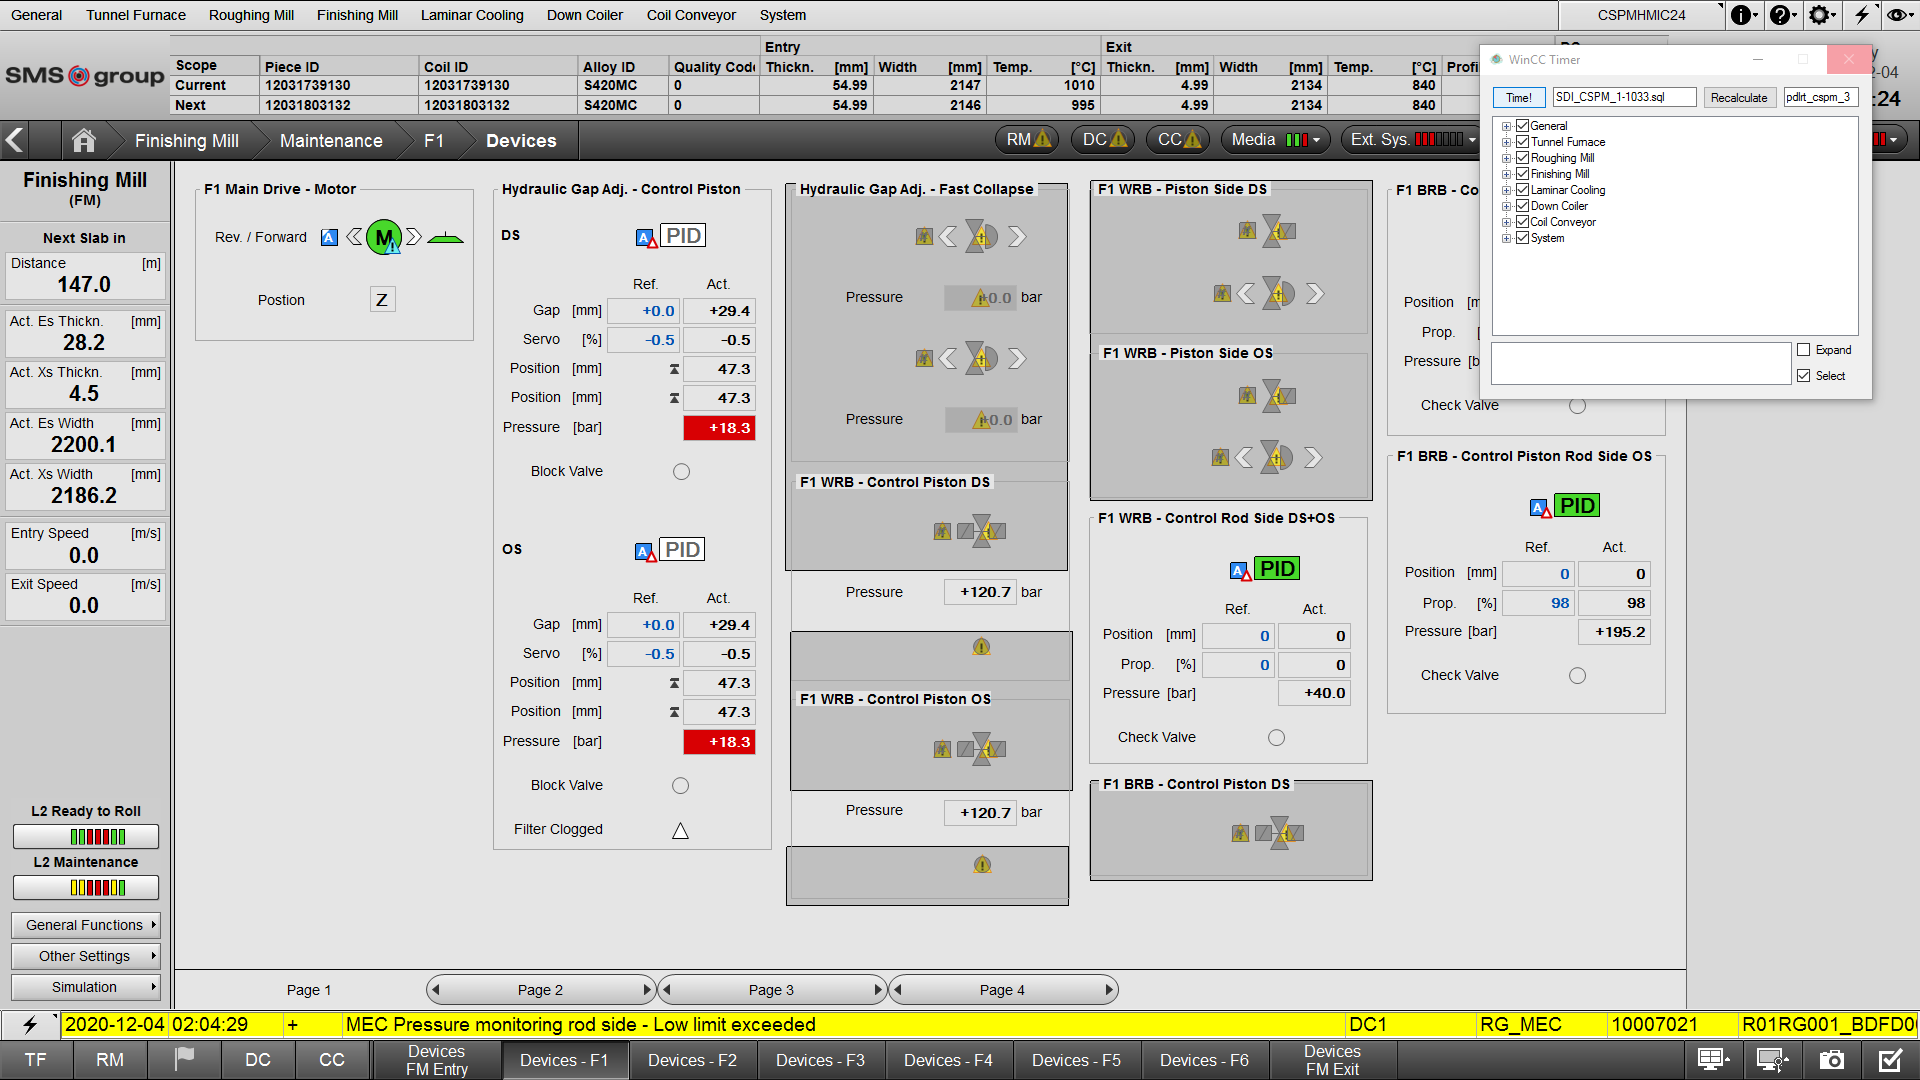 General Tunnel Furnace Roughing Mill Finishing Mill Laminar Cooling Down Coiler Coil Conveyor System CSPMHMIC24
SMS group
Entry Exit
Scope Piece ID Coil ID Alloy ID Quality Code Thickn. [mm] Width [mm] Temp. [°C] Thickn. [mm] Width [mm] Temp. [°C] Profi
Current 12031739130 12031739130 S420MC 0 54.99 2147 1010 4.99 2134 840
Next 12031803132 12031803132 S420MC 0 54.99 2146 995 4.99 2134 840
-04
:24
Finishing Mill Maintenance F1 Devices RM DC CC Media Ext. Sys.
WinCC Timer
Time! SDI_CSPM_1-1033.sql Recalculate pdlrt_cspm_3
General
Tunnel Furnace
Roughing Mill
Finishing Mill
Laminar Cooling
Down Coiler
Coil Conveyor
System
Expand
Select
Finishing Mill
(FM)
Next Slab in
Distance [m]
147.0
Act. Es Thickn. [mm]
28.2
Act. Xs Thickn. [mm]
4.5
Act. Es Width [mm]
2200.1
Act. Xs Width [mm]
2186.2
Entry Speed [m/s]
0.0
Exit Speed [m/s]
0.0
L2 Ready to Roll
L2 Maintenance
General Functions
Other Settings
Simulation
F1 Main Drive - Motor
Rev. / Forward A M
Postion Z
Hydraulic Gap Adj. - Control Piston
DS A PID
Ref. Act.
Gap [mm] +0.0 +29.4
Servo [%] -0.5 -0.5
Position [mm] 47.3
Position [mm] 47.3
Pressure [bar] +18.3
Block Valve
OS A PID
Ref. Act.
Gap [mm] +0.0 +29.4
Servo [%] -0.5 -0.5
Position [mm] 47.3
Position [mm] 47.3
Pressure [bar] +18.3
Block Valve
Filter Clogged
Hydraulic Gap Adj. - Fast Collapse
Pressure +0.0 bar
Pressure +0.0 bar
F1 WRB - Control Piston DS
Pressure +120.7 bar
F1 WRB - Control Piston OS
Pressure +120.7 bar
F1 WRB - Piston Side DS
F1 WRB - Piston Side OS
F1 WRB - Control Rod Side DS+OS
A PID
Ref. Act.
Position [mm] 0 0
Prop. [%] 0 0
Pressure [bar] +40.0
Check Valve
F1 BRB - Control Piston DS
F1 BRB - Co
Position
Prop.
Pressure
Check Valve
F1 BRB - Control Piston Rod Side OS
A PID
Ref. Act.
Position [mm] 0 0
Prop. [%] 98 98
Pressure [bar] +195.2
Check Valve
Page 1 Page 2 Page 3 Page 4
2020-12-04 02:04:29 + MEC Pressure monitoring rod side - Low limit exceeded DC1 RG_MEC 10007021 R01RG001_BDFD0
TF RM DC CC Devices FM Entry Devices - F1 Devices - F2 Devices - F3 Devices - F4 Devices - F5 Devices - F6 Devices FM Exit